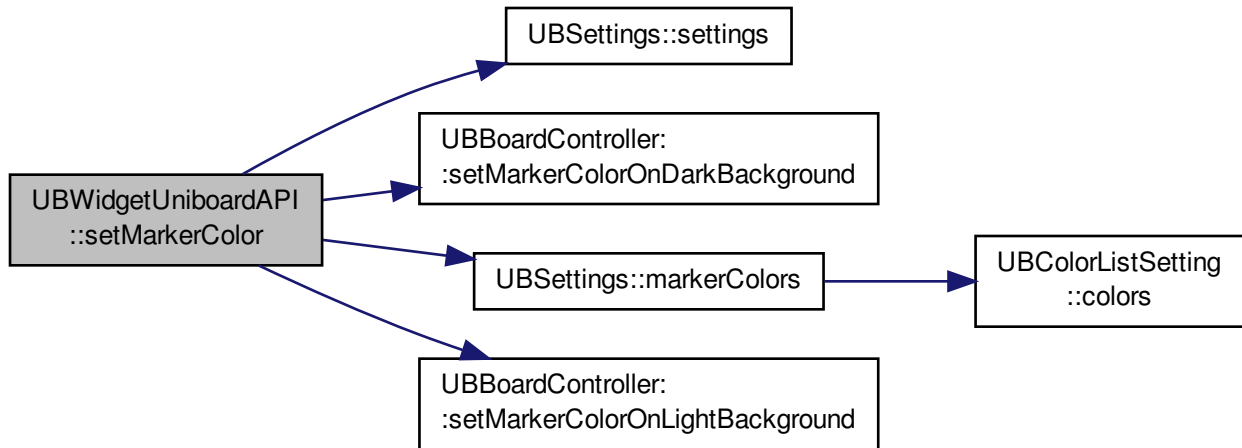 UBSettings::settings
UBBoardController:
:setMarkerColorOnDarkBackground
UBWidgetUniboardAPI
::setMarkerColor
UBSettings::markerColors
UBColorListSetting
::colors
UBBoardController:
:setMarkerColorOnLightBackground